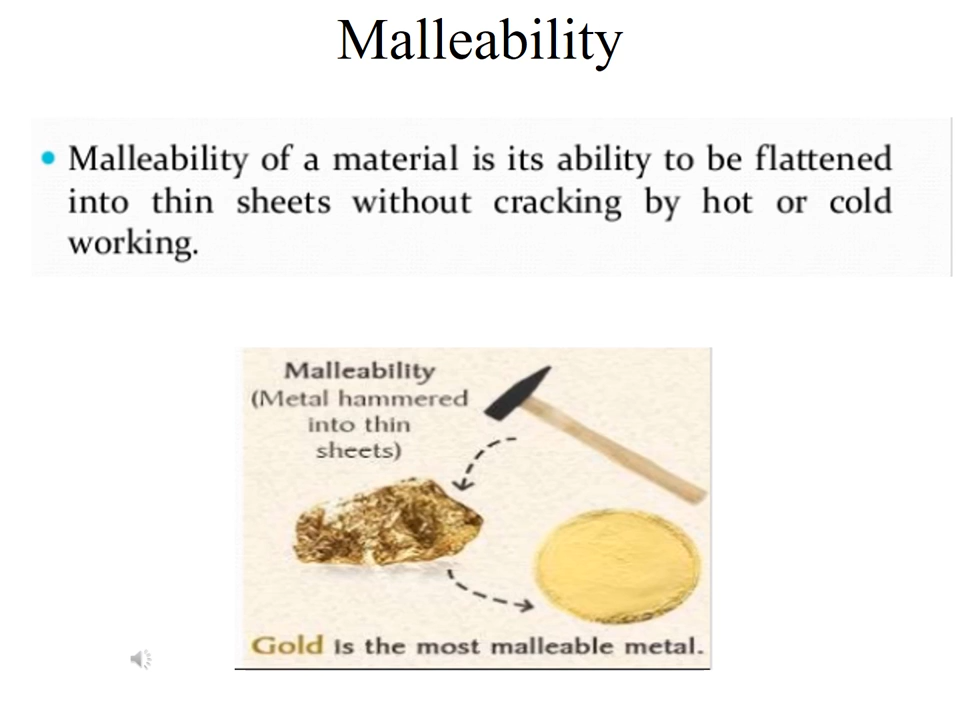 Malleability
• Malleability of a material is its ability to be flattened
into thin sheets without cracking by hot or cold
working.
Malleability
(Metal hammered
into thin
sheets)
Gold is the most malleable metal.